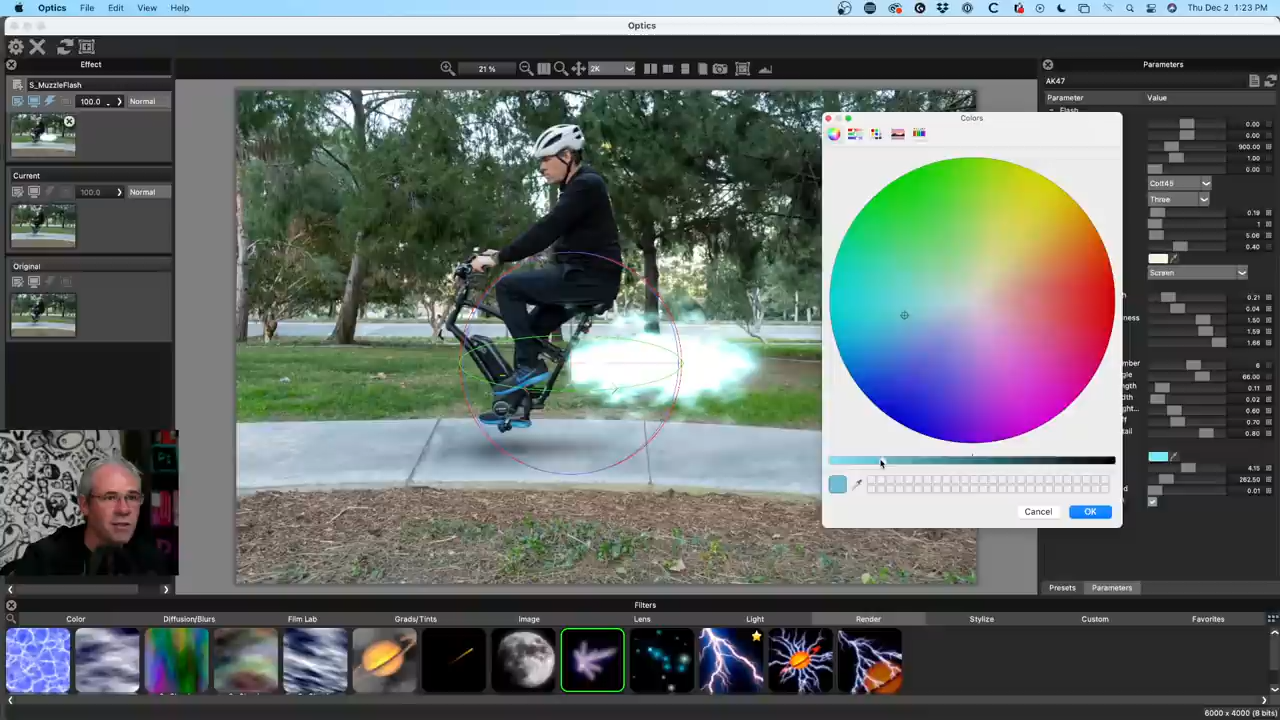 Optics File Edit View Help Thu Dec 2 1:23 PM
Optics
Effect
21 %
2K
Parameters
S_MuzzleFlash
AK47
100.0 Normal
Parameter Value
Flash
Colors
0.00
0.00
900.00
1.00
0.00
Current
100.0 Normal
Colt49
Three
0.19
1
5.06
0.40
Original
Screen
0.21
0.04
1.50
1.59
1.66
6
66.00
0.11
0.02
0.60
0.70
0.80
4.15
262.50
0.01
Cancel OK
Presets Parameters
Filters
Color Diffusion/Blurs Film Lab Grads/Tints Image Lens Light Render Stylize Custom Favorites
6000 x 4000 (8 bits)